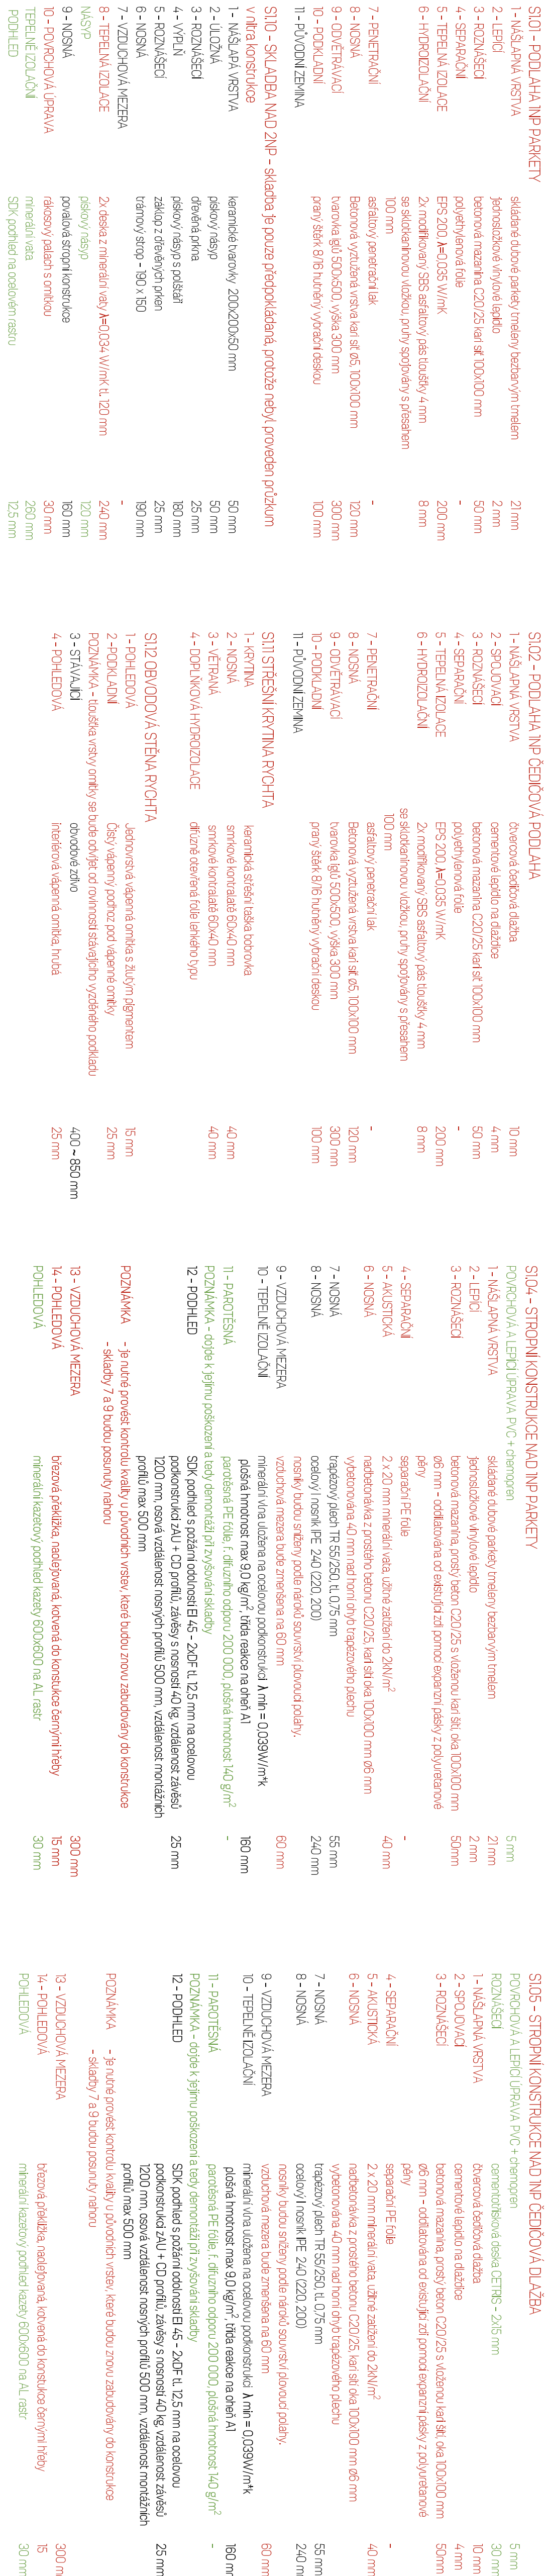 S1.01 - PODLAHA 1NP PARKETY
1 - NÁŠLAPNÁ VRSTVA skládané dubové parkety tmeleny bezbarvým tmelem 21 mm
2 - LEPÍCÍ jednosložkové vinylové lepidlo 2 mm
3 - ROZNÁŠECÍ betonová mazanina C20/25 kari síť 100x100 mm 50 mm
4 - SEPARAČNÍ polyethylenová fólie -
5 - TEPELNÁ IZOLACE EPS 200, λ=0,035 W/mK 200 mm
6 - HYDROIZOLAČNÍ 2x modifikovaný SBS asfaltový pás tloušťky 4 mm 8 mm
se sklotkaninovou vložkou, pruhy spojovány s přesahem
100 mm
7 - PENETRAČNÍ asfaltový penetrační lak -
8 - NOSNÁ Betonová vyztužená vrstva kari síť ø5, 100x100 mm 120 mm
9 - ODVĚTRÁVACÍ tvarovka Iglů 500x500, výška 300 mm 300 mm
10 - PODKLADNÍ praný štěrk 8/16 hutněný vybrační deskou 100 mm
11 - PŮVODNÍ ZEMINA
S1.10 - SKLADBA NAD 2NP - skladba je pouze předpokládaná, protože nebyl proveden průzkum
v nitra konstrukce
1 - NÁŠLAPÁ VRSTVA keramické tvarovky 200x200x50 mm 50 mm
2 - ÚLOŽNÁ pískový násyp 50 mm
3 - ROZNÁŠECÍ dřevěná prkna 25 mm
4 - VÝPLŇ pískový násyp s polštáři 180 mm
5 - ROZNÁŠECÍ záklop z dřevěných prken 25 mm
6 - NOSNÁ trámový strop - 190 x 150 190 mm
7 - VZDUCHOVÁ MEZERA -
8 - TEPELNÁ IZOLACE 2x deska z minerální vaty λ=0,034 W/mK tl. 120 mm 240 mm
NÁSYP pískový násyp 120 mm
9 - NOSNÁ povalová stropní konstrukce 160 mm
10 - POVRCHOVÁ ÚPRAVA rákosový palach s omítkou 30 mm
TEPELNĚ IZOLAČNÍ minerální vata 260 mm
PODHLED SDK podhled na ocelovém rastru 12,5 mm
S1.02 - PODLAHA 1NP ČEDIČOVÁ PODLAHA
1 - NÁŠLAPNÁ VRSTVA čtvercová čedičová dlažba 10 mm
2 - SPOJOVACÍ cementové lepidlo na dlaždice 4 mm
3 - ROZNÁŠECÍ betonová mazanina C20/25 kari síť 100x100 mm 50 mm
4 - SEPARAČNÍ polyethylenová fólie -
5 - TEPELNÁ IZOLACE EPS 200, λ=0,035 W/mK 200 mm
6 - HYDROIZOLAČNÍ 2x modifikovaný SBS asfaltový pás tloušťky 4 mm 8 mm
se sklotkaninovou vložkou, pruhy spojovány s přesahem
100 mm
7 - PENETRAČNÍ asfaltový penetrační lak -
8 - NOSNÁ Betonová vyztužená vrstva kari síť ø5, 100x100 mm 120 mm
9 - ODVĚTRÁVACÍ tvarovka Iglů 500x500, výška 300 mm 300 mm
10 - PODKLADNÍ praný štěrk 8/16 hutněný vybrační deskou 100 mm
11 - PŮVODNÍ ZEMINA
S1.11 STŘEŠNÍ KRYTINA RYCHTA
1 - KRYTINA keramická střešní taška bobrovka
2 - NOSNÁ smrkové kontralatě 60x40 mm 40 mm
3 - VĚTRANÁ smrkové kontralatě 60x40 mm 40 mm
4 - DOPLŇKOVÁ HYDROIZOLACE difúzně otevřená fólie lehkého typu
S1.12 OBVODOVÁ STĚNA RYCHTA
1 - POHLEDOVÁ Jednovrstvá vápenná omítka s žlutým pigmentem 15 mm
2 -PODKLADNÍ Čistý vápenný podhoz pod vápenné omítky 25 mm
POZNÁMKA - tloušťka vrstvy omítky se bude odvíjet od rovinnosti stávajícího vyzděného podkladu
3 - STÁVAJÍCÍ obvodové zdivo 400 ~ 850 mm
4 - POHLEDOVÁ interiérová vápenná omítka, hrubá 25 mm
S1.04 - STROPNÍ KONSTRUKCE NAD 1NP PARKETY
POVRCHOVÁ A LEPÍCÍ ÚPRAVA PVC + chemopren 5 mm
1 - NÁŠLAPNÁ VRSTVA skládané dubové parkety tmeleny bezbarvým tmelem 21 mm
2 - LEPÍCÍ jednosložkové vinylové lepidlo 2 mm
3 - ROZNÁŠECÍ betonová mazanina, prostý beton C20/25 s vloženou kari sítí, oka 100x100 mm 50mm
ø6 mm - oddilatována od existující zdi pomocí expanzní pásky z polyuretanové
pěny
4 - SEPARAČNÍ separační PE fólie -
5 - AKUSTICKÁ 2 x 20 mm minerální vata, užitné zatížení do 2kN/m² 40 mm
6 - NOSNÁ nadbetonávka z prostého betonu C20/25, kari síti oka 100x100 mm ø6 mm
vybetonována 40 mm nad horní ohyb trapézového plechu
7 - NOSNÁ trapézový plech TR 55/250, tl. 0,75 mm 55 mm
8 - NOSNÁ ocelový nosník IPE 240 (220, 200) 240 mm
nosníky budou sníženy podle nároků souvrství plovoucí polahy.
9 - VZDUCHOVÁ MEZERA vzduchová mezera bude zmenšena na 60 mm 60 mm
10 - TEPELNĚ IZOLAČNÍ minerální vlna uložena na ocelovou podkonstrukci λ min = 0,039W/m*k 160 mm
plošná hmotnost max 9,0 kg/m², třída reakce na oheň A1
11 - PAROTĚSNÁ parotěsná PE fólie, f. difuzního odporu 200 000, plošná hmotnost 140 g/m² -
POZNÁMKA - dojde k jejímu poškození a tedy demontáži při zvyšování skladby
12 - PODHLED SDK podhled s požární odolností EI 45 - 2xDF tl. 12,5 mm na ocelovou 25 mm
podkonstrukci zAU + CD profilů, závěsy s nosností 40 kg, vzdálenost závěsů
1200 mm, osová vzdálenost nosných profilů 500 mm, vzdálenost montážních
profilů max 500 mm
POZNÁMKA - je nutné provést kontrolu kvality u původních vrstev, které budou znovu zabudovány do konstrukce
- skladby 7 a 9 budou posunuty nahoru
13 - VZDUCHOVÁ MEZERA 300 mm
14 - POHLEDOVÁ březová překližka, naolejovaná, kotvená do konstukce černými hřeby 15 mm
POHLEDOVÁ minerální kazetový podhled kazety 600x600 na AL rastr 30 mm
S1.05 - STROPNÍ KONSTRUKCE NAD 1NP ČEDIČOVÁ DLAŽBA
POVRCHOVÁ A LEPÍCÍ ÚPRAVA PVC + chemopren 5 mm
ROZNÁŠECÍ cementotřísková deska CETRIS - 2x15 mm 30 mm
1 - NÁŠLAPNÁ VRSTVA čtvercová čedičová dlažba 10 mm
2 - SPOJOVACÍ cementové lepidlo na dlaždice 4 mm
3 - ROZNÁŠECÍ betonová mazanina, prostý beton C20/25 s vloženou kari sítí, oka 100x100 mm 50mm
ø6 mm - oddilatována od existující zdi pomocí expanzní pásky z polyuretanové
pěny
4 - SEPARAČNÍ separační PE fólie -
5 - AKUSTICKÁ 2 x 20 mm minerální vata, užitné zatížení do 2kN/m² 40 mm
6 - NOSNÁ nadbetonávka z prostého betonu C20/25, kari síti oka 100x100 mm ø6 mm
vybetonována 40 mm nad horní ohyb trapézového plechu
7 - NOSNÁ trapézový plech TR 55/250, tl. 0,75 mm 55 mm
8 - NOSNÁ ocelový nosník IPE 240 (220, 200) 240 mm
nosníky budou sníženy podle nároků souvrství plovoucí polahy.
9 - VZDUCHOVÁ MEZERA vzduchová mezera bude zmenšena na 60 mm 60 mm
10 - TEPELNĚ IZOLAČNÍ minerální vlna uložena na ocelovou podkonstrukci λ min = 0,039W/m*k 160 mm
plošná hmotnost max 9,0 kg/m², třída reakce na oheň A1
11 - PAROTĚSNÁ parotěsná PE fólie, f. difuzního odporu 200 000, plošná hmotnost 140 g/m² -
POZNÁMKA - dojde k jejímu poškození a tedy demontáži při zvyšování skladby
12 - PODHLED SDK podhled s požární odolností EI 45 - 2xDF tl. 12,5 mm na ocelovou 25 mm
podkonstrukci zAU + CD profilů, závěsy s nosností 40 kg, vzdálenost závěsů
1200 mm, osová vzdálenost nosných profilů 500 mm, vzdálenost montážních
profilů max 500 mm
POZNÁMKA - je nutné provést kontrolu kvality u původních vrstev, které budou znovu zabudovány do konstrukce
- skladby 7 a 9 budou posunuty nahoru
13 - VZDUCHOVÁ MEZERA 300 m
14 - POHLEDOVÁ březová překližka, naolejovaná, kotvená do konstukce černými hřeby 15
POHLEDOVÁ minerální kazetový podhled kazety 600x600 na AL rastr 30 mm